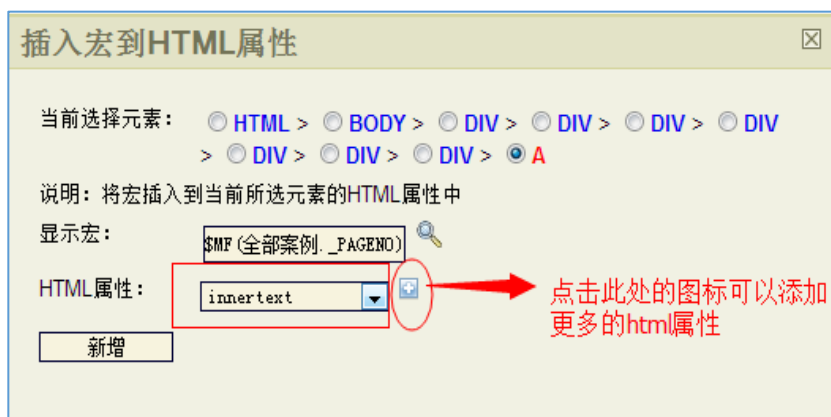 插入宏到HTML属性
当前选择元素： HTML > BODY > DIV > DIV > DIV > DIV
> DIV > DIV > DIV > A
说明：将宏插入到当前所选元素的HTML属性中
显示宏： $MF(全部案例._PAGENO)
HTML属性： innertext
点击此处的图标可以添加
更多的html属性
新增